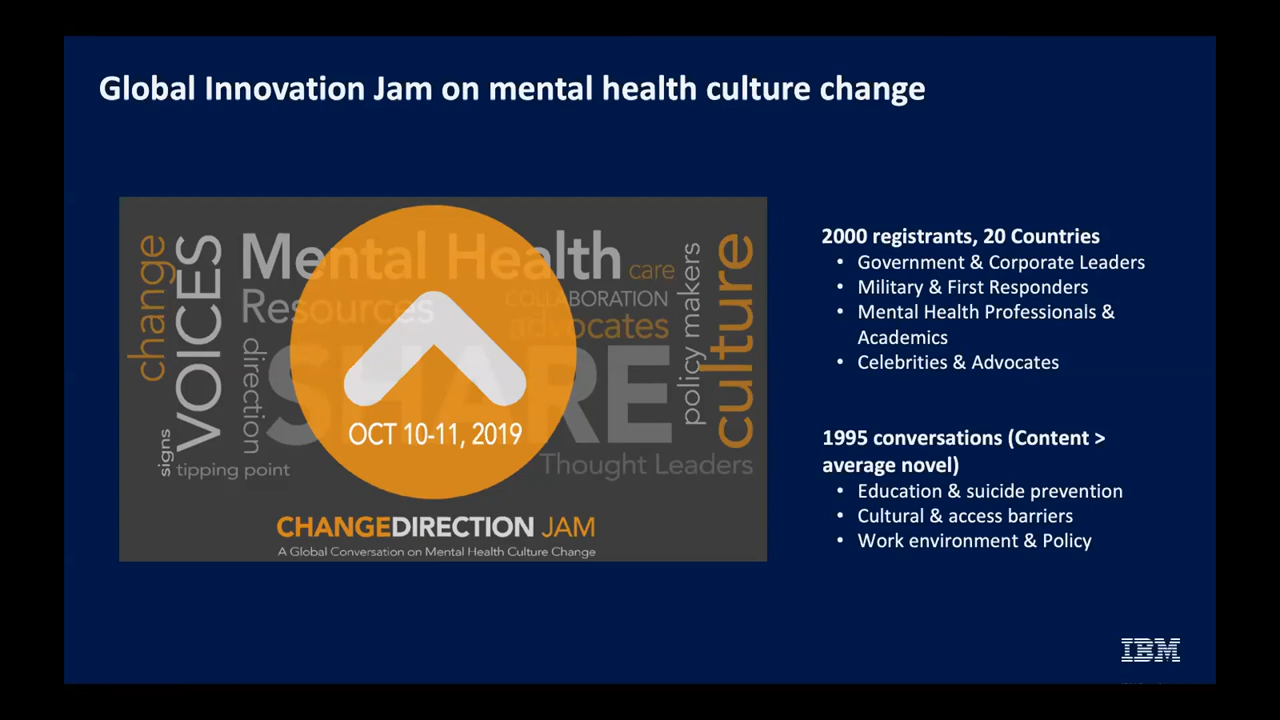 Global Innovation Jam on mental health culture change
change
VOICES
signs
tipping point
direction
Mental Health
care
Resources
COLLABORATION
advocates
SHARE
policy makers
culture
Thought Leaders
OCT 10-11, 2019
CHANGEDIRECTION JAM
A Global Conversation on Mental Health Culture Change
2000 registrants, 20 Countries
• Government & Corporate Leaders
• Military & First Responders
• Mental Health Professionals &
Academics
• Celebrities & Advocates
1995 conversations (Content >
average novel)
• Education & suicide prevention
• Cultural & access barriers
• Work environment & Policy
IBM